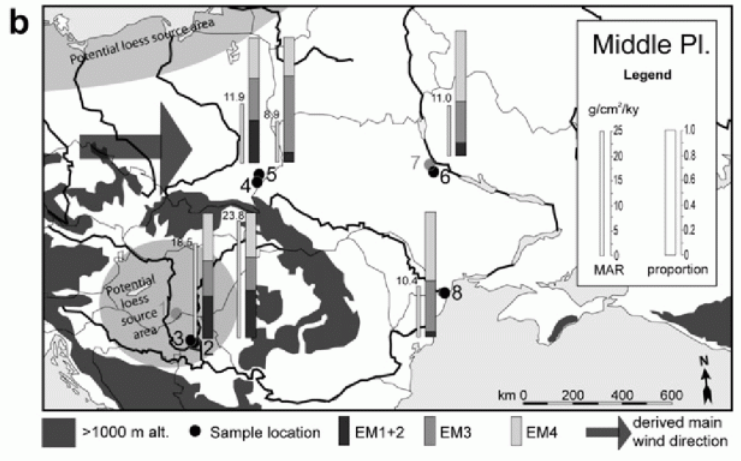 b
Potential loess source area
Middle Pl.
Legend
g/cm²/ky
25
20
15
10
5
0
MAR
1.0
0.8
0.6
0.4
0.2
0
proportion
11.9
8.9
11.0
5
4
7
6
18.5
23.8
10.4
8
Potential
loess
source
area
1
3
2
N
km 0 200 400 600
>1000 m alt.
Sample location
EM1+2
EM3
EM4
derived main
wind direction